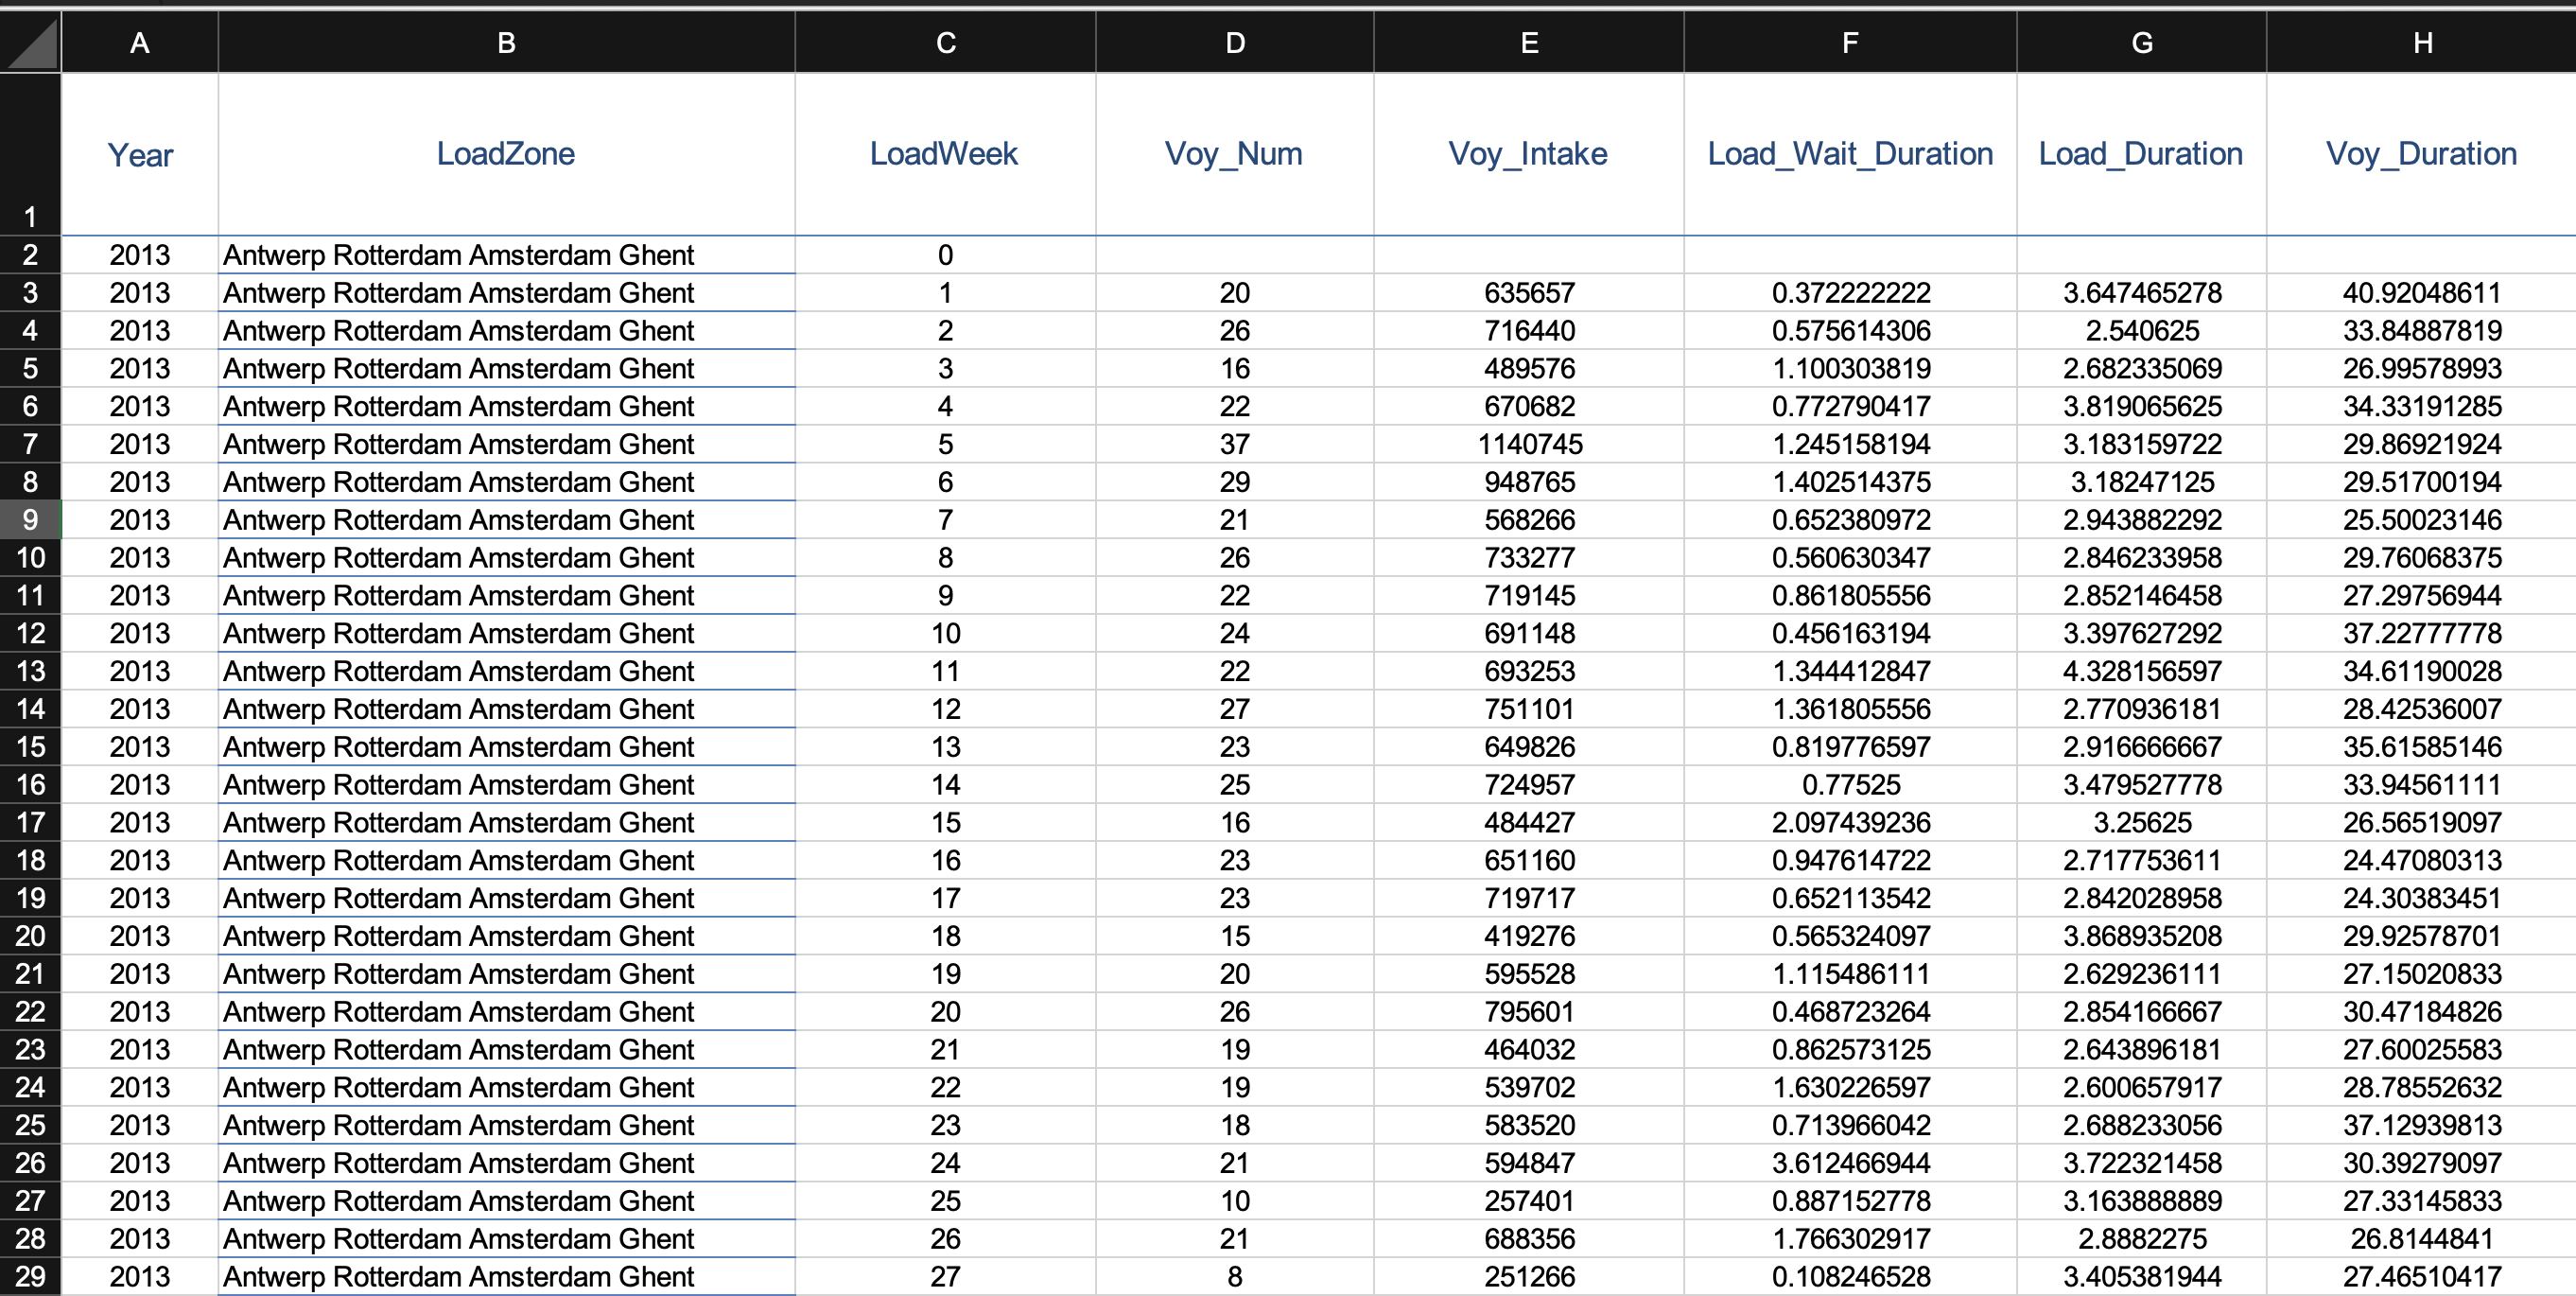 A B C D E F G H
1 Year LoadZone LoadWeek Voy_Num Voy_Intake Load_Wait_Duration Load_Duration Voy_Duration
2 2013 Antwerp Rotterdam Amsterdam Ghent 0
3 2013 Antwerp Rotterdam Amsterdam Ghent 1 20 635657 0.372222222 3.647465278 40.92048611
4 2013 Antwerp Rotterdam Amsterdam Ghent 2 26 716440 0.575614306 2.540625 33.84887819
5 2013 Antwerp Rotterdam Amsterdam Ghent 3 16 489576 1.100303819 2.682335069 26.99578993
6 2013 Antwerp Rotterdam Amsterdam Ghent 4 22 670682 0.772790417 3.819065625 34.33191285
7 2013 Antwerp Rotterdam Amsterdam Ghent 5 37 1140745 1.245158194 3.183159722 29.86921924
8 2013 Antwerp Rotterdam Amsterdam Ghent 6 29 948765 1.402514375 3.18247125 29.51700194
9 2013 Antwerp Rotterdam Amsterdam Ghent 7 21 568266 0.652380972 2.943882292 25.50023146
10 2013 Antwerp Rotterdam Amsterdam Ghent 8 26 733277 0.560630347 2.846233958 29.76068375
11 2013 Antwerp Rotterdam Amsterdam Ghent 9 22 719145 0.861805556 2.852146458 27.29756944
12 2013 Antwerp Rotterdam Amsterdam Ghent 10 24 691148 0.456163194 3.397627292 37.22777778
13 2013 Antwerp Rotterdam Amsterdam Ghent 11 22 693253 1.344412847 4.328156597 34.61190028
14 2013 Antwerp Rotterdam Amsterdam Ghent 12 27 751101 1.361805556 2.770936181 28.42536007
15 2013 Antwerp Rotterdam Amsterdam Ghent 13 23 649826 0.819776597 2.916666667 35.61585146
16 2013 Antwerp Rotterdam Amsterdam Ghent 14 25 724957 0.77525 3.479527778 33.94561111
17 2013 Antwerp Rotterdam Amsterdam Ghent 15 16 484427 2.097439236 3.25625 26.56519097
18 2013 Antwerp Rotterdam Amsterdam Ghent 16 23 651160 0.947614722 2.717753611 24.47080313
19 2013 Antwerp Rotterdam Amsterdam Ghent 17 23 719717 0.652113542 2.842028958 24.30383451
20 2013 Antwerp Rotterdam Amsterdam Ghent 18 15 419276 0.565324097 3.868935208 29.92578701
21 2013 Antwerp Rotterdam Amsterdam Ghent 19 20 595528 1.115486111 2.629236111 27.15020833
22 2013 Antwerp Rotterdam Amsterdam Ghent 20 26 795601 0.468723264 2.854166667 30.47184826
23 2013 Antwerp Rotterdam Amsterdam Ghent 21 19 464032 0.862573125 2.643896181 27.60025583
24 2013 Antwerp Rotterdam Amsterdam Ghent 22 19 539702 1.630226597 2.600657917 28.78552632
25 2013 Antwerp Rotterdam Amsterdam Ghent 23 18 583520 0.713966042 2.688233056 37.12939813
26 2013 Antwerp Rotterdam Amsterdam Ghent 24 21 594847 3.612466944 3.722321458 30.39279097
27 2013 Antwerp Rotterdam Amsterdam Ghent 25 10 257401 0.887152778 3.163888889 27.33145833
28 2013 Antwerp Rotterdam Amsterdam Ghent 26 21 688356 1.766302917 2.8882275 26.8144841
29 2013 Antwerp Rotterdam Amsterdam Ghent 27 8 251266 0.108246528 3.405381944 27.46510417